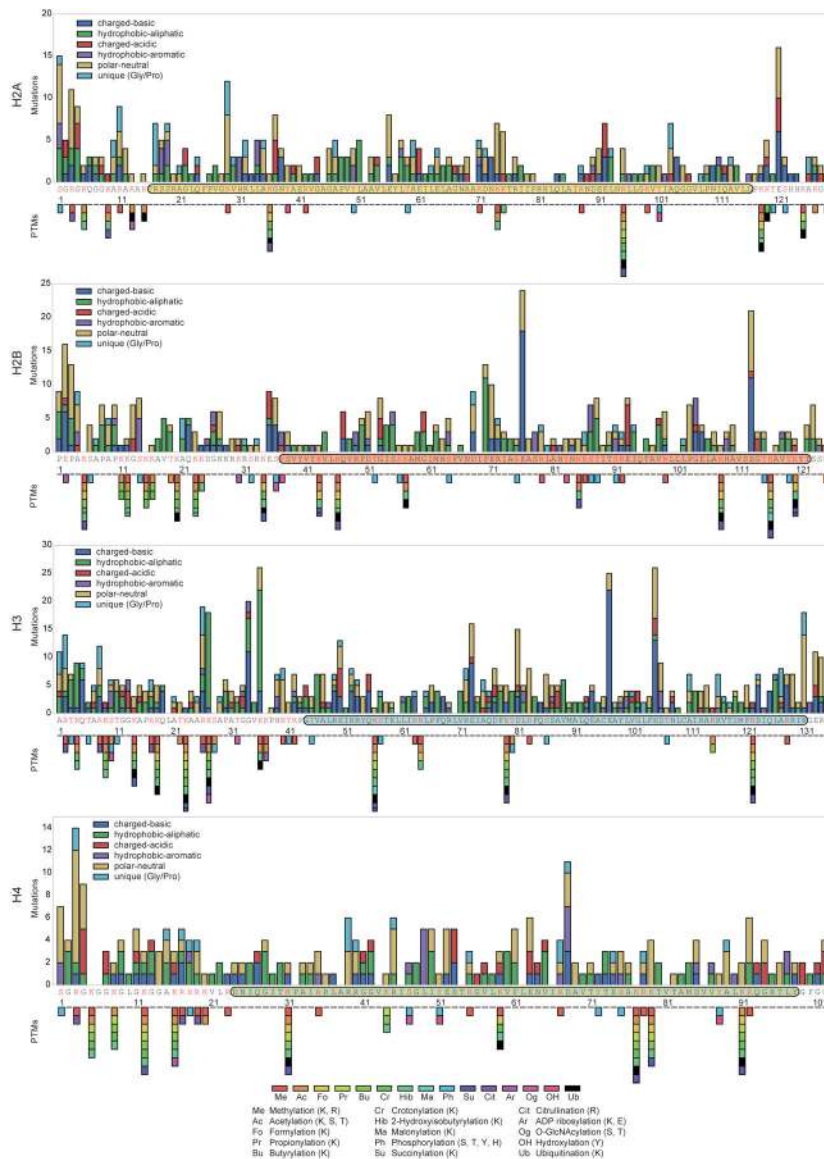 H2A
Mutations
20
15
10
5
0
charged-basic
hydrophobic-aliphatic
charged-acidic
hydrophobic-aromatic
polar-neutral
unique (Gly/Pro)
1 11 21 31 41 51 61 71 81 91 101 111 121
PTMs
H2B
Mutations
25
20
15
10
5
0
charged-basic
hydrophobic-aliphatic
charged-acidic
hydrophobic-aromatic
polar-neutral
unique (Gly/Pro)
1 11 21 31 41 51 61 71 81 91 101 111 121
PTMs
H3
Mutations
30
25
20
15
10
5
0
charged-basic
hydrophobic-aliphatic
charged-acidic
hydrophobic-aromatic
polar-neutral
unique (Gly/Pro)
1 11 21 31 41 51 61 71 81 91 101 111 121 131
PTMs
H4
Mutations
14
12
10
8
6
4
2
0
charged-basic
hydrophobic-aliphatic
charged-acidic
hydrophobic-aromatic
polar-neutral
unique (Gly/Pro)
1 11 21 31 41 51 61 71 81 91 101
PTMs
Me Ac Fo Pr Bu Cr Hib Ma Ph Su Cit Ar Og OH Ub
Me Methylation (K, R) Cr Crotonylation (K) Cit Citrullination (R)
Ac Acetylation (K, S, T) Hib 2-Hydroxyisobutyrylation (K) Ar ADP ribosylation (K, E)
Fo Formylation (K) Ma Malonylation (K) Og O-GlcNAcylation (S, T)
Pr Propionylation (K) Ph Phosphorylation (S, T, Y, H) OH Hydroxylation (Y)
Bu Butyrylation (K) Su Succinylation (K) Ub Ubiquitination (K)